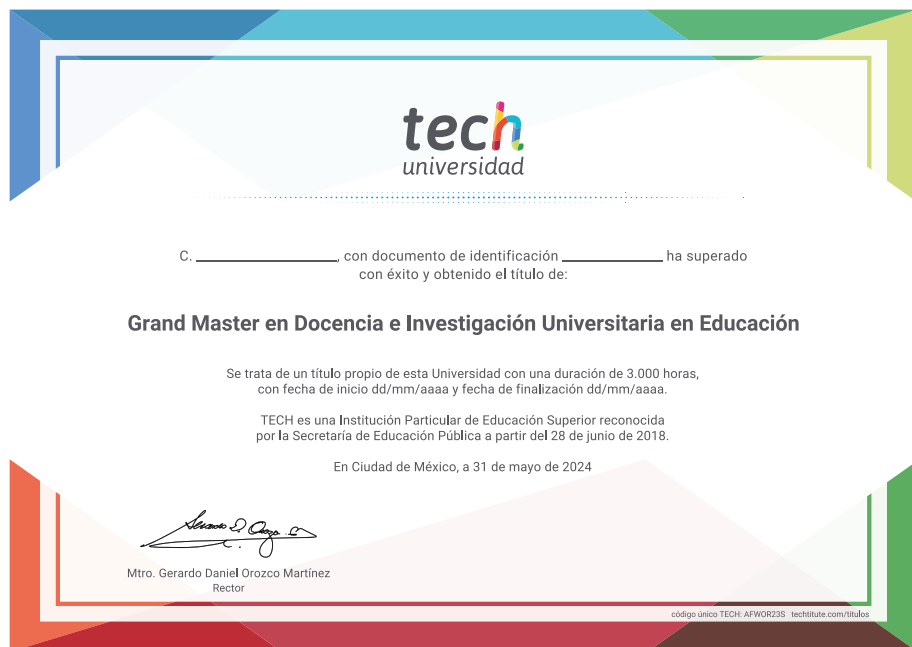 tech
universidad
C. ________________, con documento de identificación ____________ ha superado
con éxito y obtenido el título de:
Grand Master en Docencia e Investigación Universitaria en Educación
Se trata de un título propio de esta Universidad con una duración de 3.000 horas,
con fecha de inicio dd/mm/aaaa y fecha de finalización dd/mm/aaaa.
TECH es una Institución Particular de Educación Superior reconocida
por la Secretaría de Educación Pública a partir del 28 de junio de 2018.
En Ciudad de México, a 31 de mayo de 2024
Mtro. Gerardo Daniel Orozco Martínez
Rector
código único TECH: AFWOR23S techtitute.com/titulos